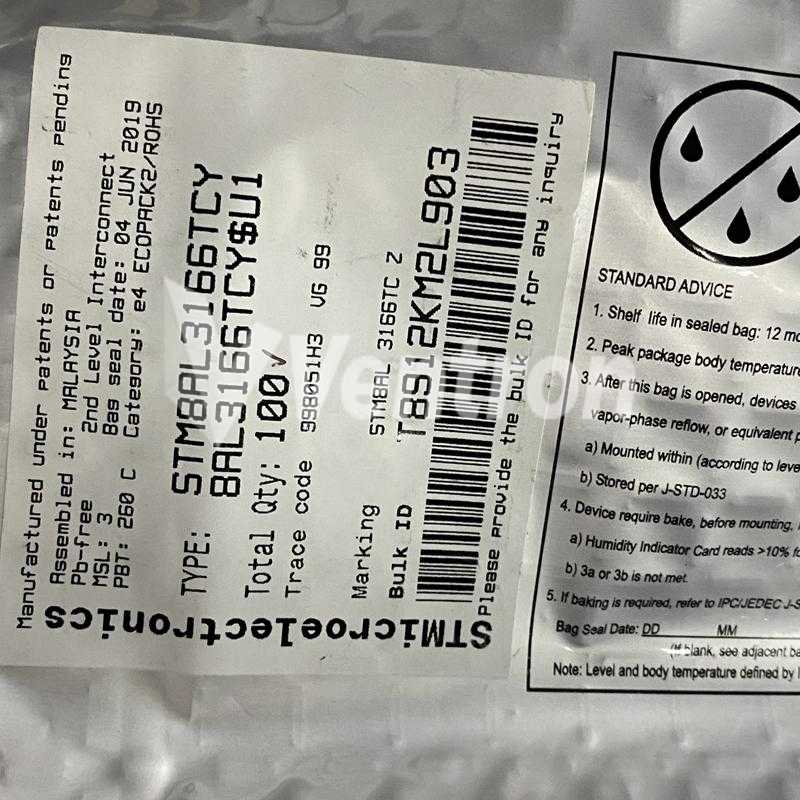 Manufactured under patents or patents pending
Assembled in: MALAYSIA
Pb-free 2nd Level Interconnect
MSL: 3 Bag seal date: 04 JUN 2019
PBT: 260 C Category: e4 ECOPACK2/ROHS
TYPE: STM8AL3166TCY
8AL3166TCY$U1
Total Qty: 100
Trace code 998051H3 VG 99
Marking STM8AL 3166TC Z
Bulk ID T8912KM2L903
Please provide the bulk ID for any inquiry
STMicroelectronics
Ventron
STANDARD ADVICE
1. Shelf life in sealed bag: 12
2. Peak package body temperature
3. After this bag is opened, devices
vapor-phase reflow, or equivalent
a) Mounted within (according to
b) Stored per J-STD-033
4. Device require bake, before mounting,
a) Humidity Indicator Card reads >10%
b) 3a or 3b is not met.
5. If baking is required, refer to IPC/JEDEC
Bag Seal Date: DD MM
(If blank, see adjacent
Note: Level and body temperature defined by